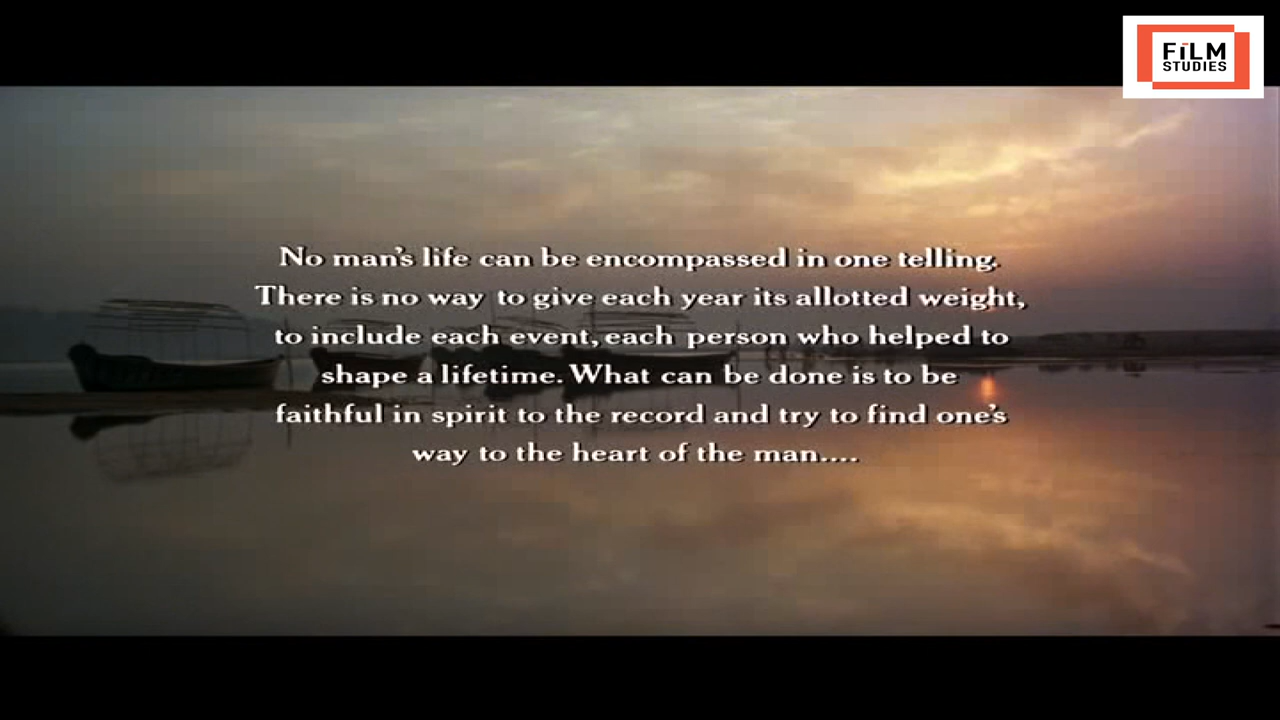 FiLM
STUDIES
No man's life can be encompassed in one telling.
There is no way to give each year its allotted weight,
to include each event, each person who helped to
shape a lifetime. What can be done is to be
faithful in spirit to the record and try to find one's
way to the heart of the man....